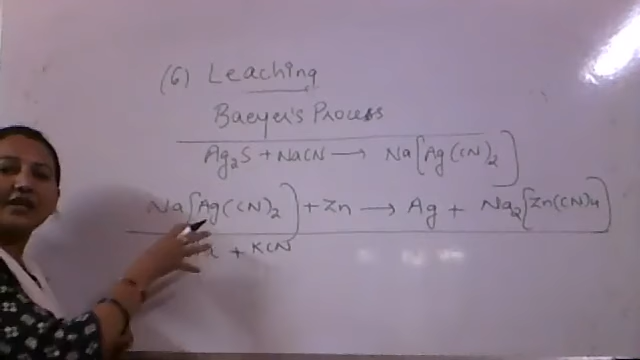 (6) Leaching
Baeyer's Process
Ag2S + NaCN → Na[Ag(CN)2]
Na[Ag(CN)2] + Zn → Ag + Na2[Zn(CN)4]
+ KCN